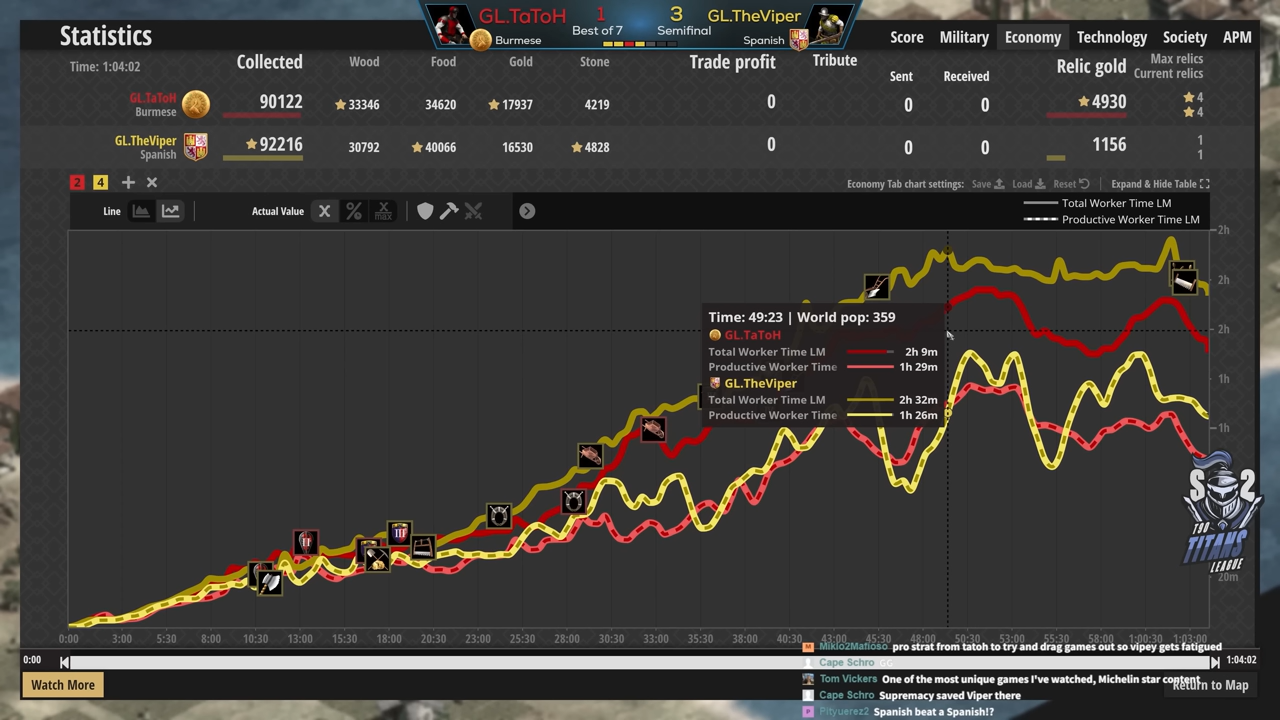 GL.TaToH 1 3 GL.TheViper
Best of 7 Semifinal
Burmese Spanish
Statistics
Score Military Economy Technology Society APM
Time: 1:04:02
Collected Wood Food Gold Stone Trade profit Tribute Sent Received Relic gold Max relics
Current relics
GL.TaToH Burmese 90122 33346 34620 17937 4219 0 0 0 4930 4
4
GL.TheViper Spanish 92216 30792 40066 16530 4828 0 0 0 1156 1
1
2 4
Economy Tab chart settings: Save Load Reset Expand & Hide Table
Line Actual Value X % X max
Total Worker Time LM
Productive Worker Time LM
2h
2h
2h
1h
1h
20m
Time: 49:23 | World pop: 359
GL.TaToH
Total Worker Time LM 2h 9m
Productive Worker Time 1h 29m
GL.TheViper
Total Worker Time LM 2h 32m
Productive Worker Time 1h 26m
II
III
S 2
T90
TITANS
LEAGUE
0:00 3:00 5:30 8:00 10:30 13:00 15:30 18:00 20:30 23:00 25:30 28:00 30:30 33:00 35:30 38:00 40:30 43:00 45:30 48:00 50:30 53:00 55:30 58:00 1:00:30 1:03:00
0:00 1:04:02
Watch More
Return to Map
Miklo2Mafioso pro strat from tatoh to try and drag games out so vipey gets fatigued
Cape Schro GG
Tom Vickers One of the most unique games I've watched, Michelin star content
Cape Schro Supremacy saved Viper there
Pityuerez2 Spanish beat a Spanish!?